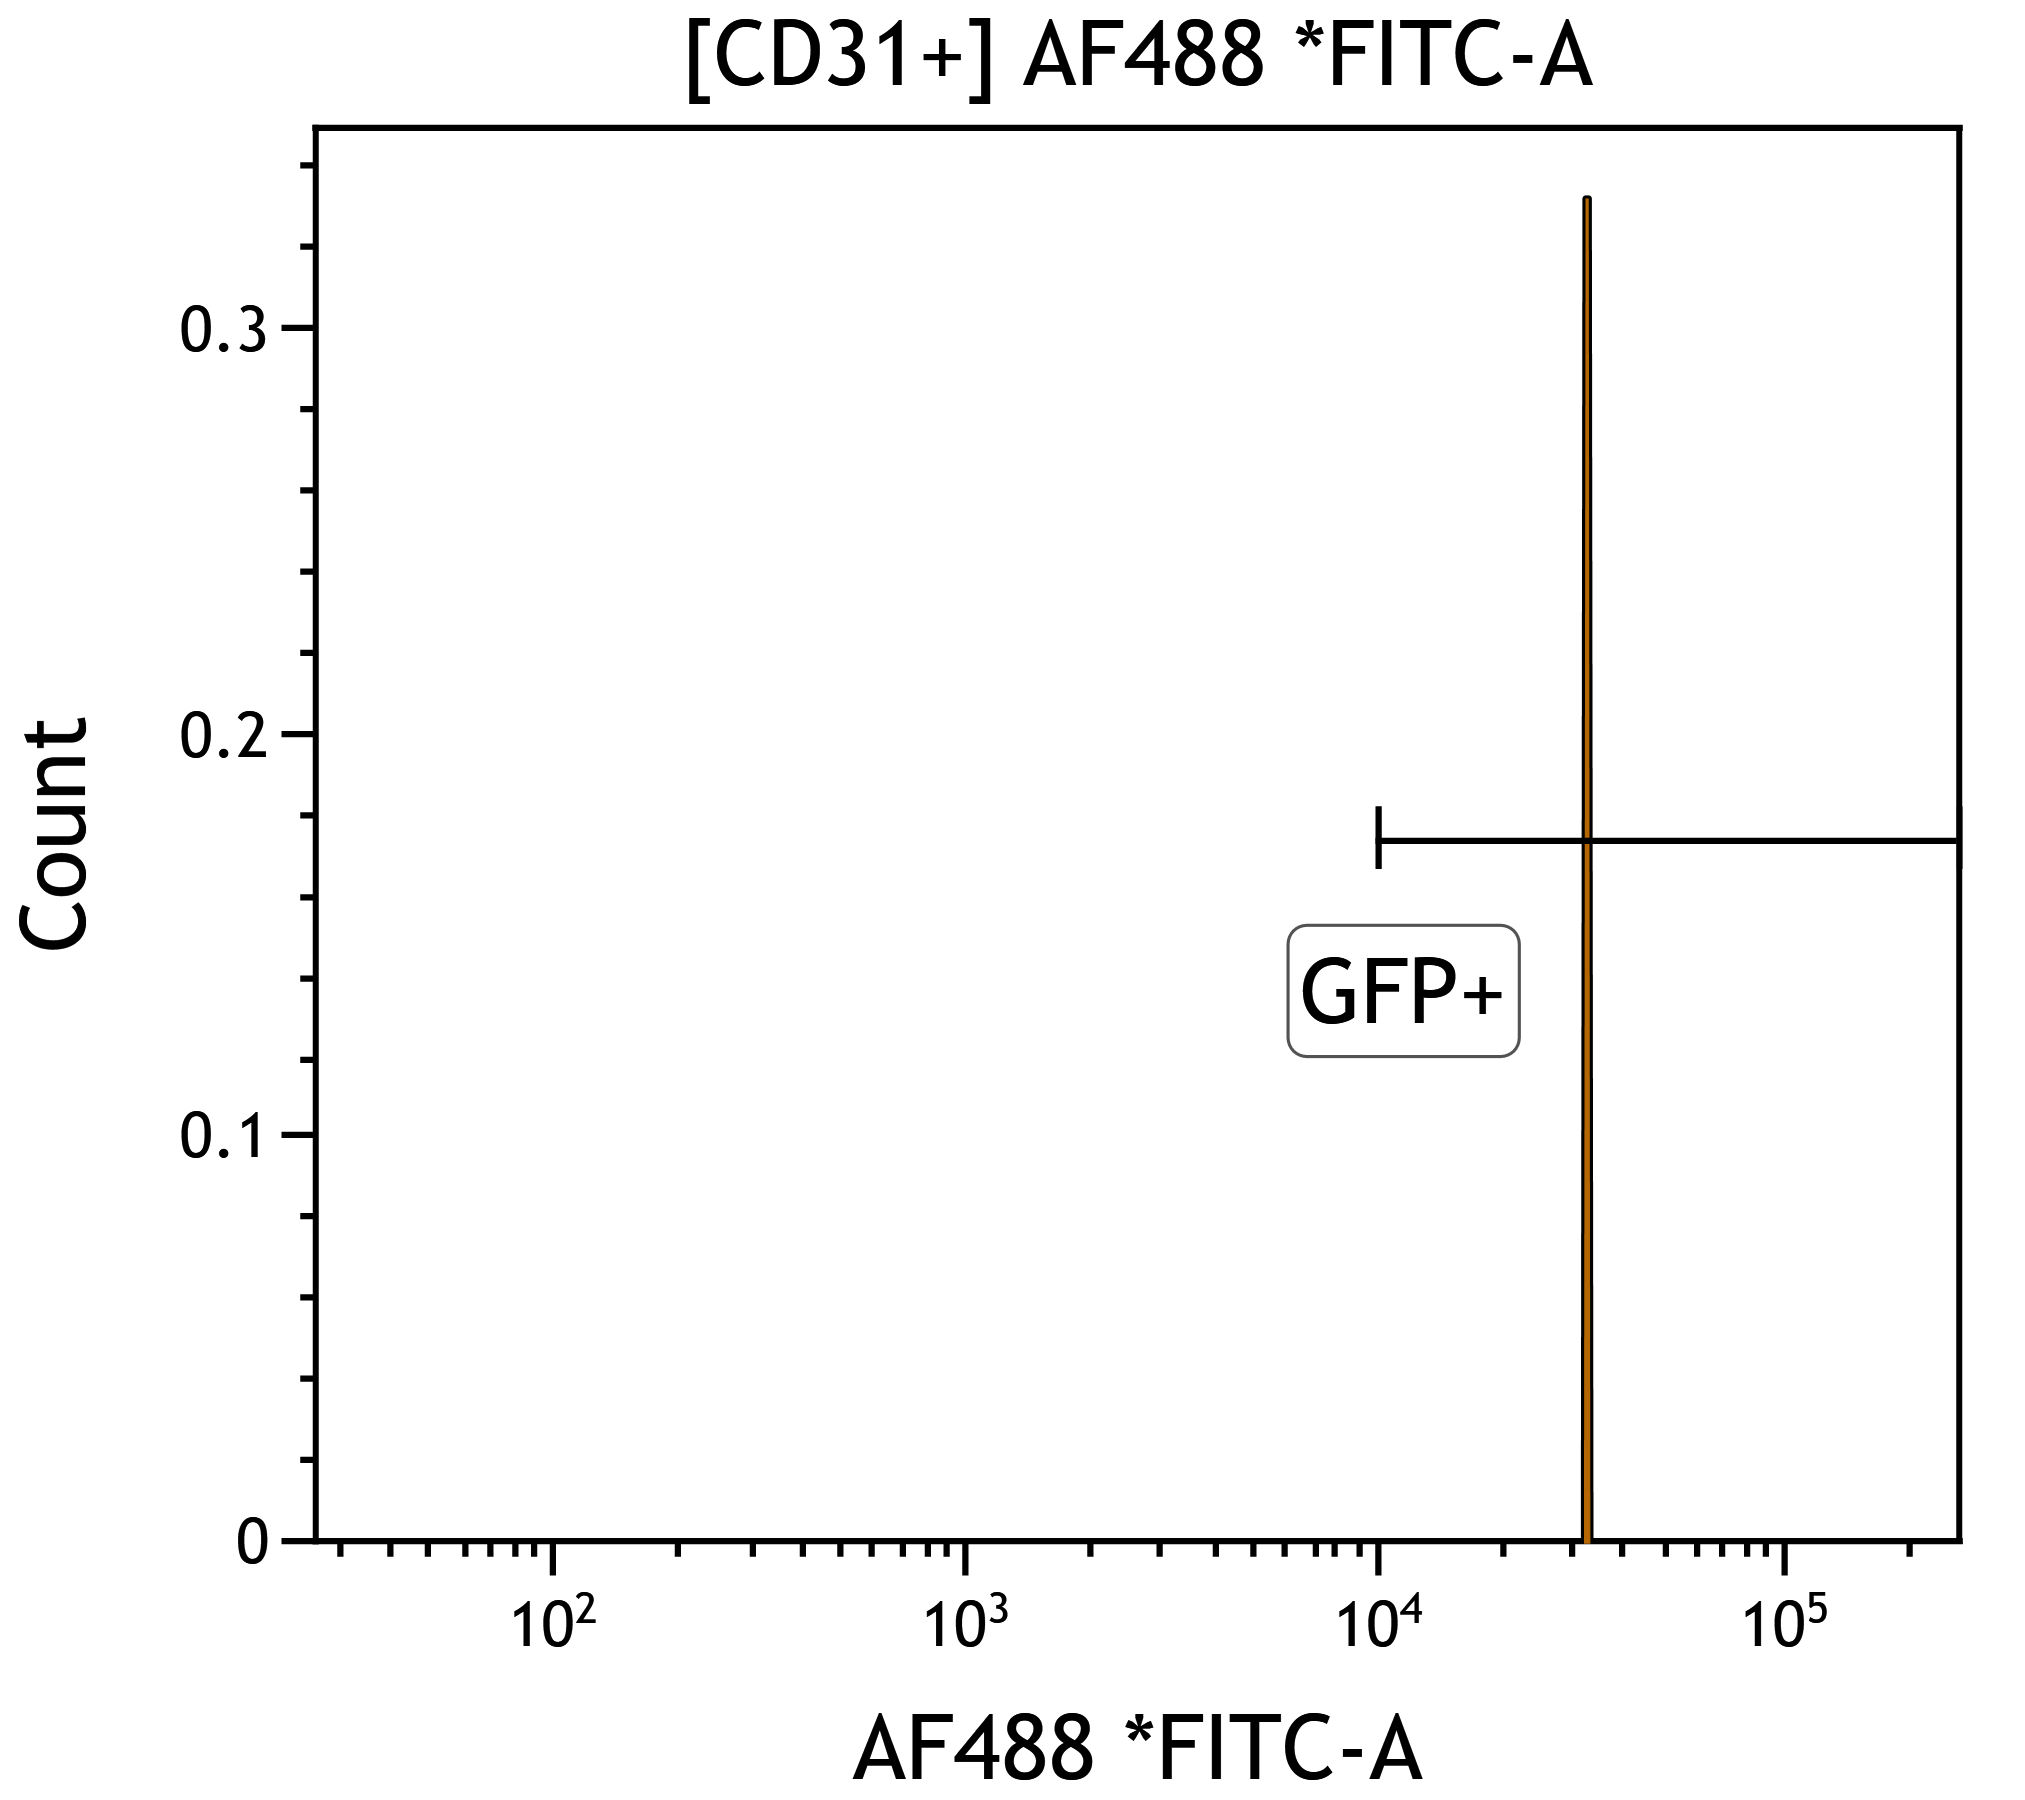 [CD31+] AF488 *FITC-A
0.3
0.2
0.1
0
Count
GFP+
10² 10³ 10⁴ 10⁵
AF488 *FITC-A